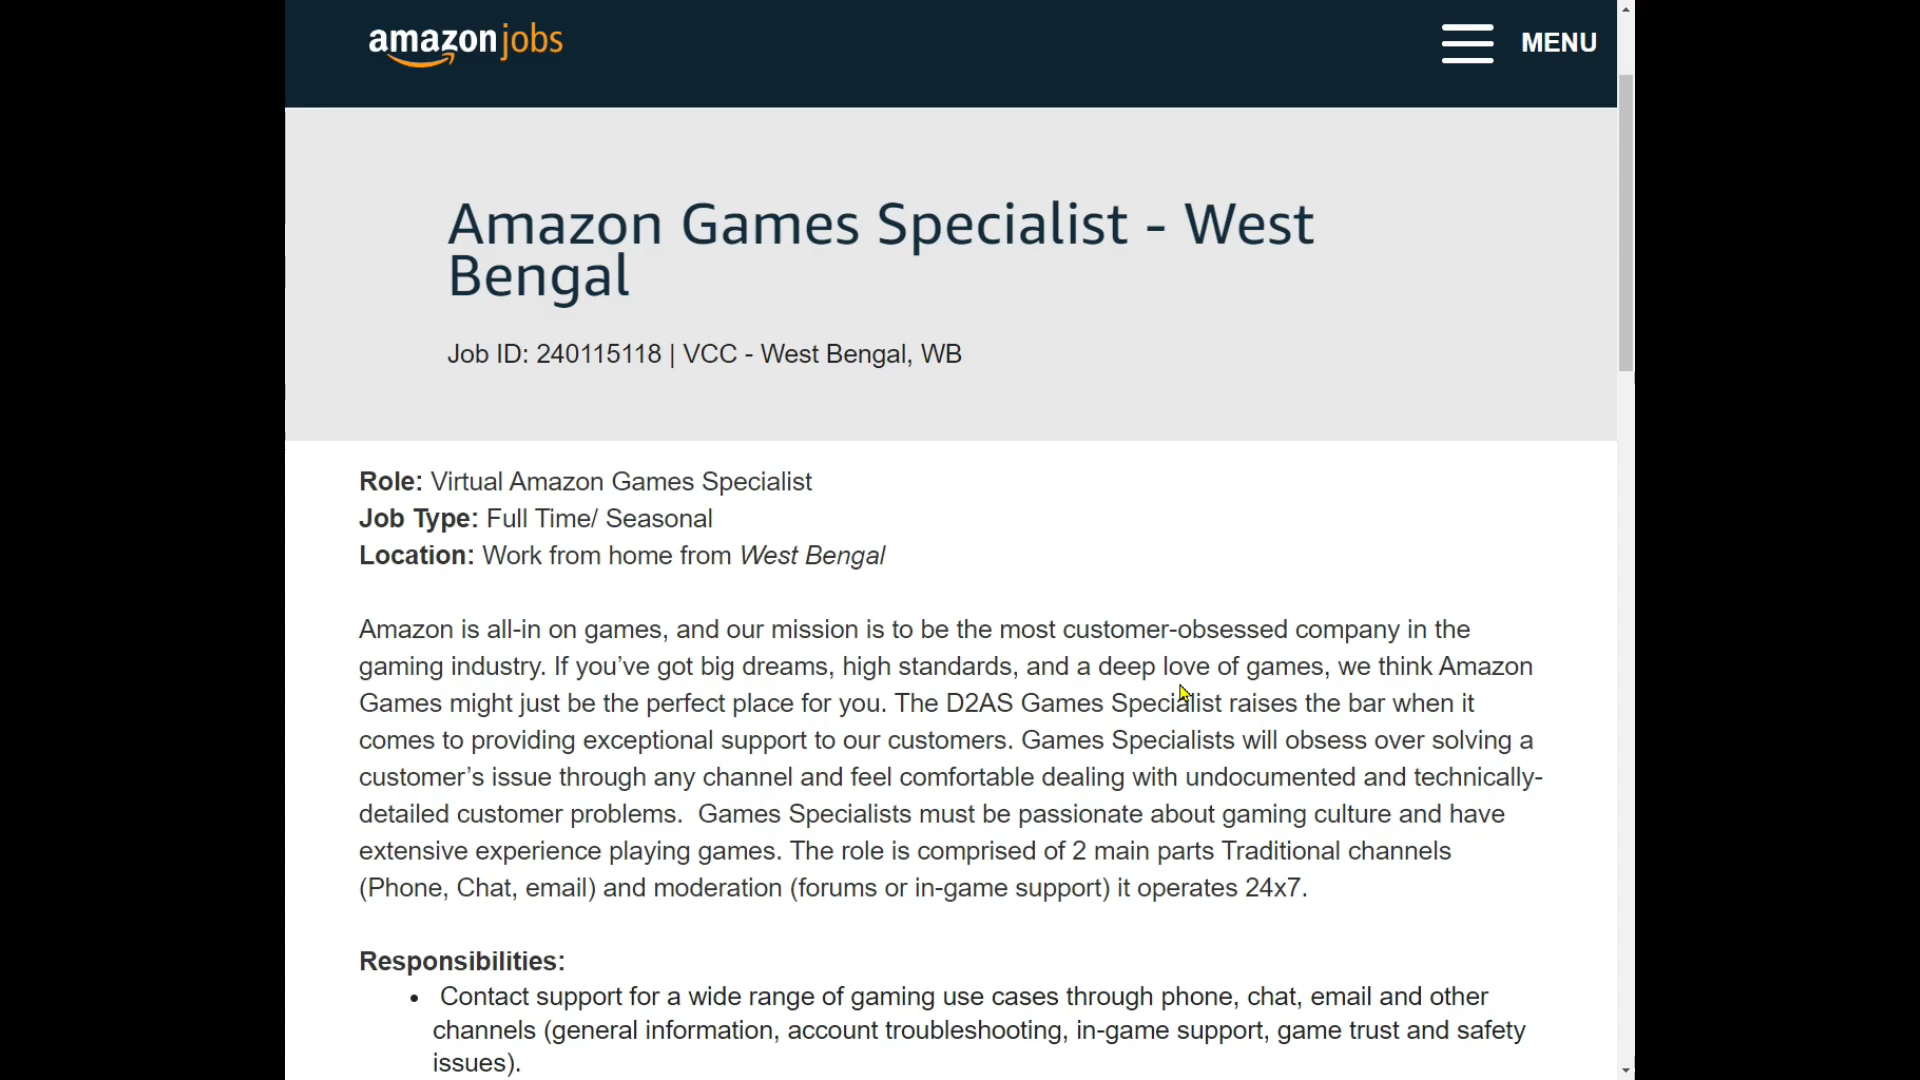 amazon jobs
MENU
Amazon Games Specialist - West
Bengal
Job ID: 240115118 | VCC - West Bengal, WB
Role: Virtual Amazon Games Specialist
Job Type: Full Time/ Seasonal
Location: Work from home from West Bengal
Amazon is all-in on games, and our mission is to be the most customer-obsessed company in the
gaming industry. If you’ve got big dreams, high standards, and a deep love of games, we think Amazon
Games might just be the perfect place for you. The D2AS Games Specialist raises the bar when it
comes to providing exceptional support to our customers. Games Specialists will obsess over solving a
customer’s issue through any channel and feel comfortable dealing with undocumented and technically-
detailed customer problems.  Games Specialists must be passionate about gaming culture and have
extensive experience playing games. The role is comprised of 2 main parts Traditional channels
(Phone, Chat, email) and moderation (forums or in-game support) it operates 24x7.
Responsibilities:
• Contact support for a wide range of gaming use cases through phone, chat, email and other
channels (general information, account troubleshooting, in-game support, game trust and safety
issues).